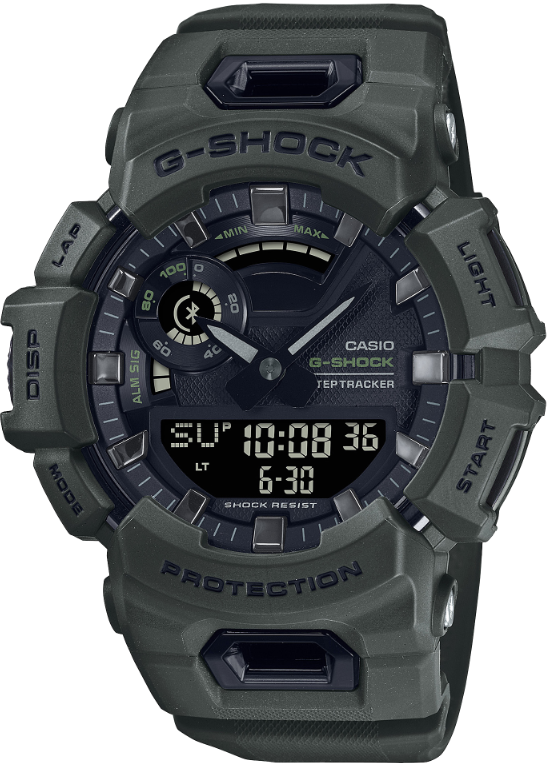 G-SHOCK
MIN MAX
LAP
LIGHT
100 0
80 20
60 40
DISP
ALM SIG
CASIO
G-SHOCK
TEPTRACKER
SU P 10:08 36
LT 6-30
MODE
START
SHOCK RESIST
PROTECTION